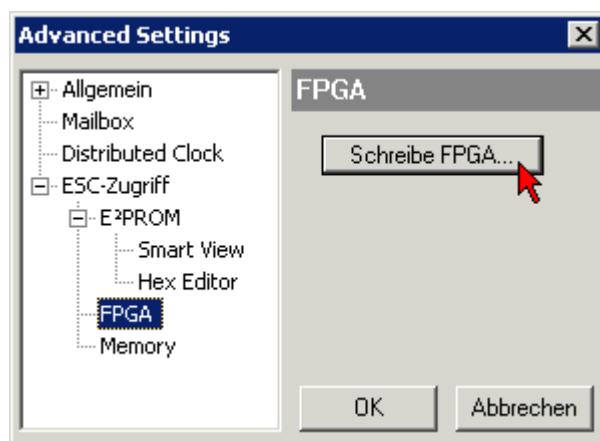 Advanced Settings
Allgemein
Mailbox
Distributed Clock
ESC-Zugriff
E²PROM
Smart View
Hex Editor
FPGA
Memory
FPGA
Schreibe FPGA...
OK
Abbrechen